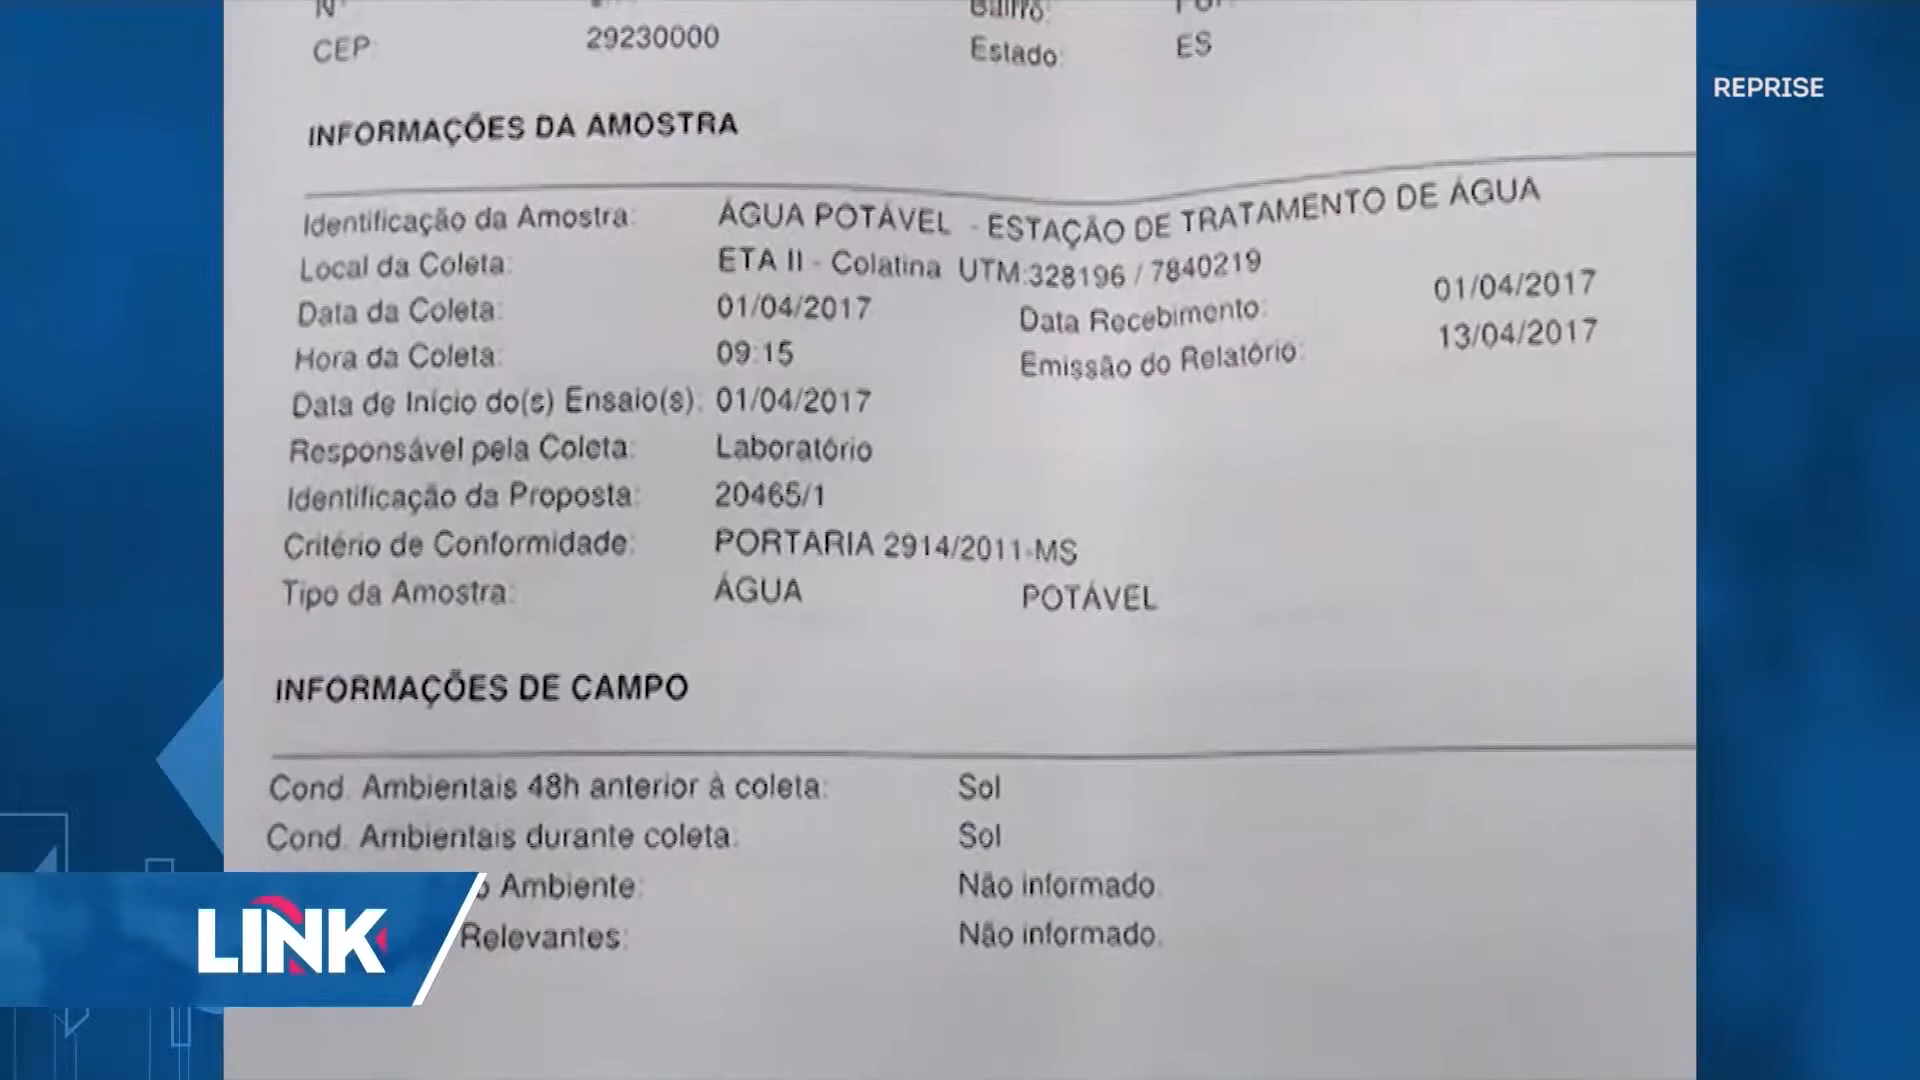 CEP: 29230000 Estado: ES
REPRISE
INFORMAÇÕES DA AMOSTRA
Identificação da Amostra: ÁGUA POTÁVEL - ESTAÇÃO DE TRATAMENTO DE ÁGUA
Local da Coleta: ETA II - Colatina UTM:328196 / 7840219
Data da Coleta: 01/04/2017 Data Recebimento: 01/04/2017
Hora da Coleta: 09:15 Emissão do Relatório: 13/04/2017
Data de Início do(s) Ensaio(s): 01/04/2017
Responsável pela Coleta: Laboratório
Identificação da Proposta: 20465/1
Critério de Conformidade: PORTARIA 2914/2011-MS
Tipo da Amostra: ÁGUA POTÁVEL
INFORMAÇÕES DE CAMPO
Cond. Ambientais 48h anterior à coleta: Sol
Cond. Ambientais durante coleta: Sol
Ambiente: Não informado.
Relevantes: Não informado.
LINK